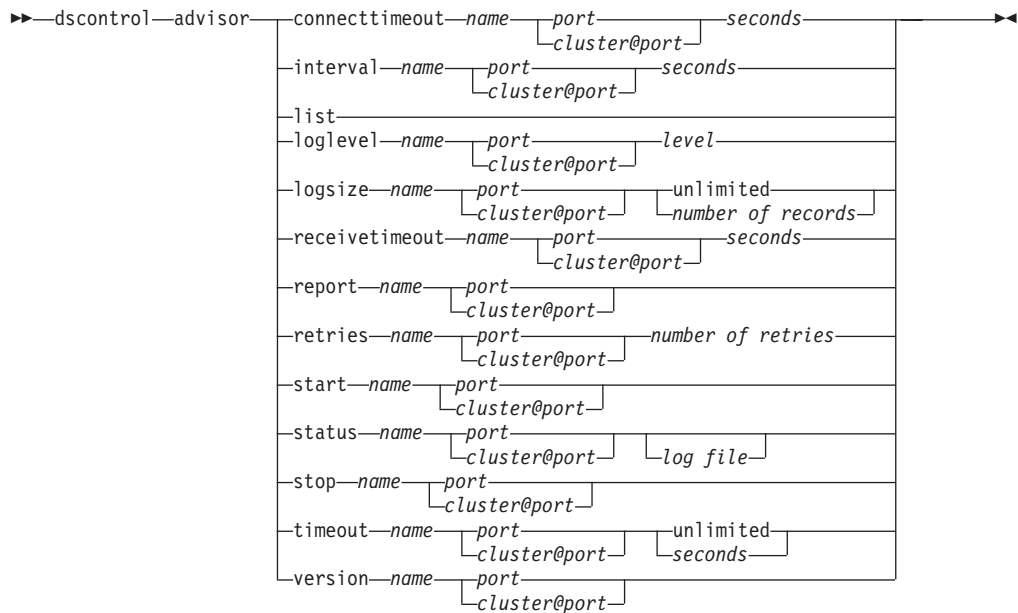 dscontrol advisor connecttimeout name port seconds
cluster@port
interval name port seconds
cluster@port
list
loglevel name port level
cluster@port
logsize name port unlimited
cluster@port number of records
receivetimeout name port seconds
cluster@port
report name port
cluster@port
retries name port number of retries
cluster@port
start name port
cluster@port
status name port
cluster@port log file
stop name port
cluster@port
timeout name port unlimited
cluster@port seconds
version name port
cluster@port